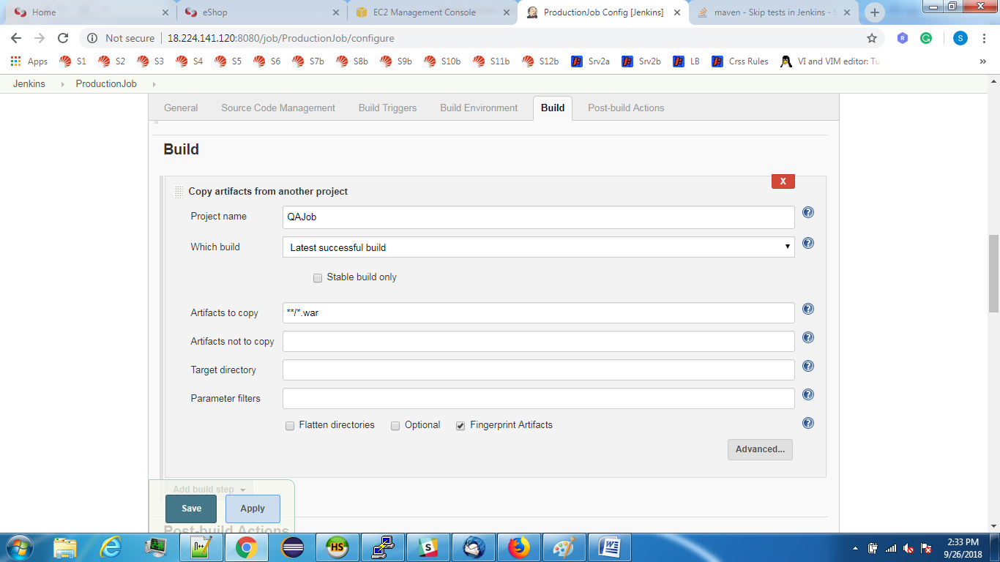 Home
eShop
EC2 Management Console
ProductionJob Config [Jenkins]
maven - Skip tests in Jenkins - S
Not secure
18.224.141.120:8080/job/ProductionJob/configure
R
S
Apps
S1
S2
S3
S4
S5
S6
S7b
S8b
S9b
S10b
S11b
S12b
Srv2a
Srv2b
LB
Crss Rules
VI and VIM editor: Tu
»
Jenkins
ProductionJob
General
Source Code Management
Build Triggers
Build Environment
Build
Post-build Actions
Build
X
Copy artifacts from another project
Project name
QAJob
Which build
Latest successful build
Stable build only
Artifacts to copy
**/*.war
Artifacts not to copy
Target directory
Parameter filters
Flatten directories
Optional
Fingerprint Artifacts
Advanced...
Add build step
Save
Apply
Post-build Actions
HS
S
W
2:33 PM
9/26/2018